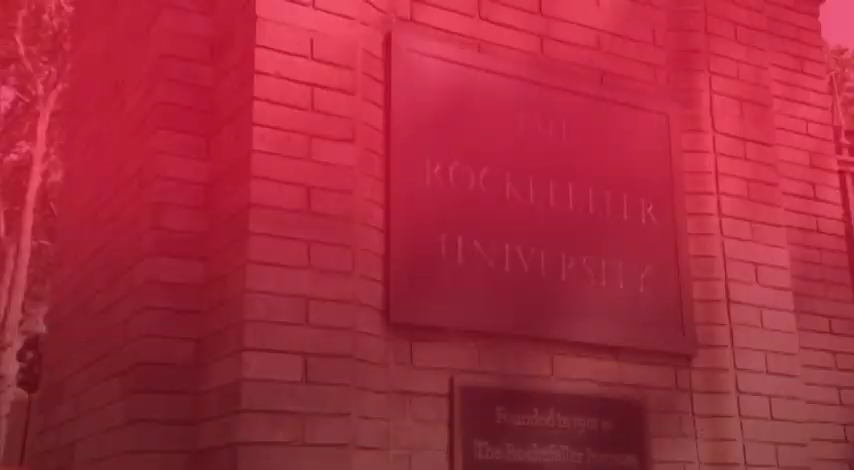 THE
ROCKEFELLER
UNIVERSITY
Founded in 1901 as
The Rockefeller Institute